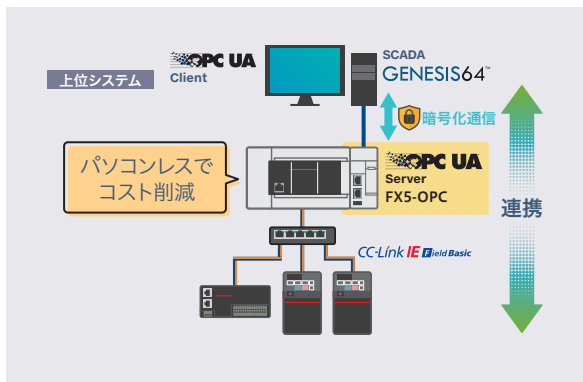 上位システム
OPC UA
Client
SCADA
GENESIS64™
暗号化通信
パソコンレスで
コスト削減
OPC UA
Server
FX5-OPC
連携
CC-Link IE Field Basic